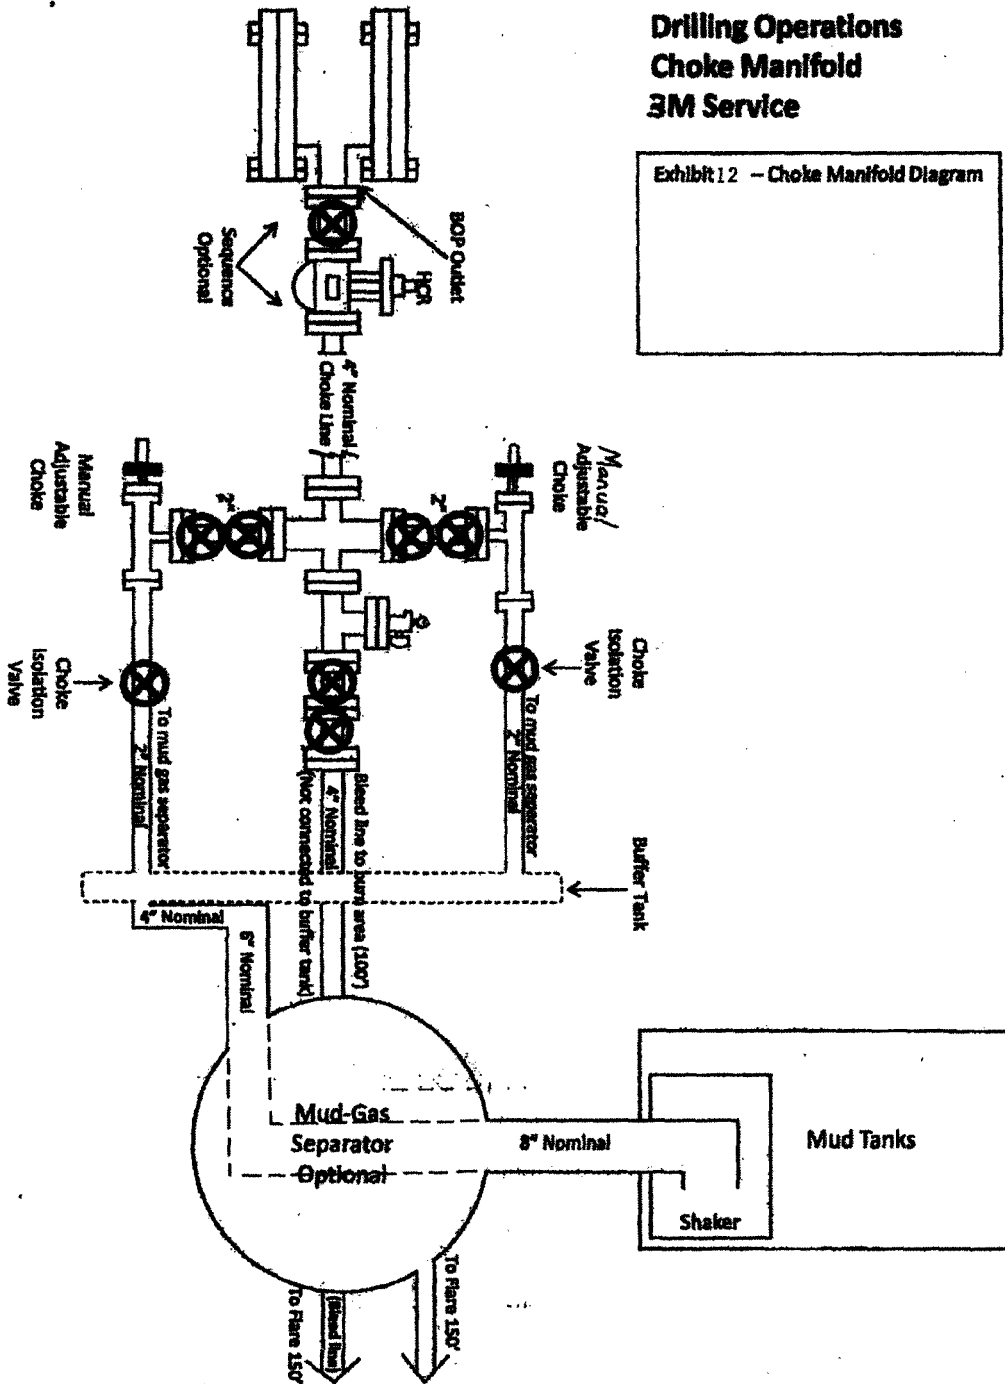 Drilling Operations
Choke Manifold
3M Service
Exhibit 12 – Choke Manifold Diagram
BOP Outlet
HCR
Sequence
Optional
4" Nominal
Choke Line
Manual
Adjustable
Choke
2"
2"
Manual
Adjustable
Choke
Choke
Isolation
Valve
Choke
Isolation
Valve
To mud gas separator
2" Nominal
Bleed line to burn area (100')
4" Nominal
(Not connected to buffer tank)
To mud gas separator
2" Nominal
Buffer Tank
4" Nominal
6" Nominal
Mud-Gas
Separator
Optional
8" Nominal
Mud Tanks
Shaker
To Flare 150'
(Bleed line)
To Flare 150'